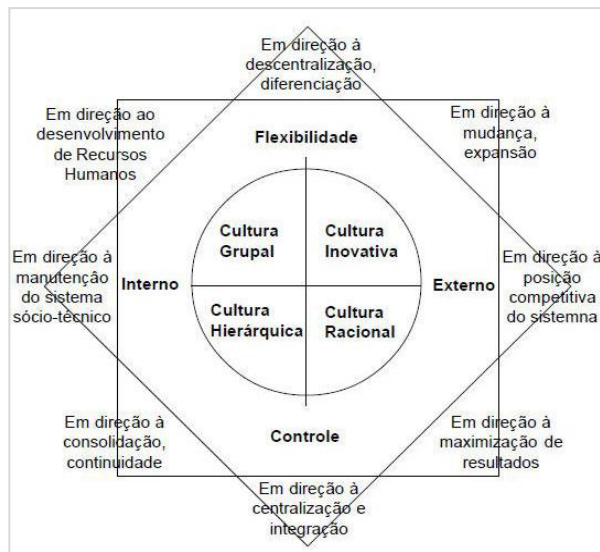 Em direção à
descentralização,
diferenciação
Em direção ao
desenvolvimento
de Recursos
Humanos
Em direção à
mudança,
expansão
Flexibilidade
Cultura
Grupal
Cultura
Inovativa
Em direção à
manutenção
do sistema
sócio-técnico
Interno
Externo
Em direção à
posição
competitiva
do sistemna
Cultura
Hierárquica
Cultura
Racional
Em direção à
consolidação,
continuidade
Controle
Em direção à
maximização de
resultados
Em direção à
centralização e
integração